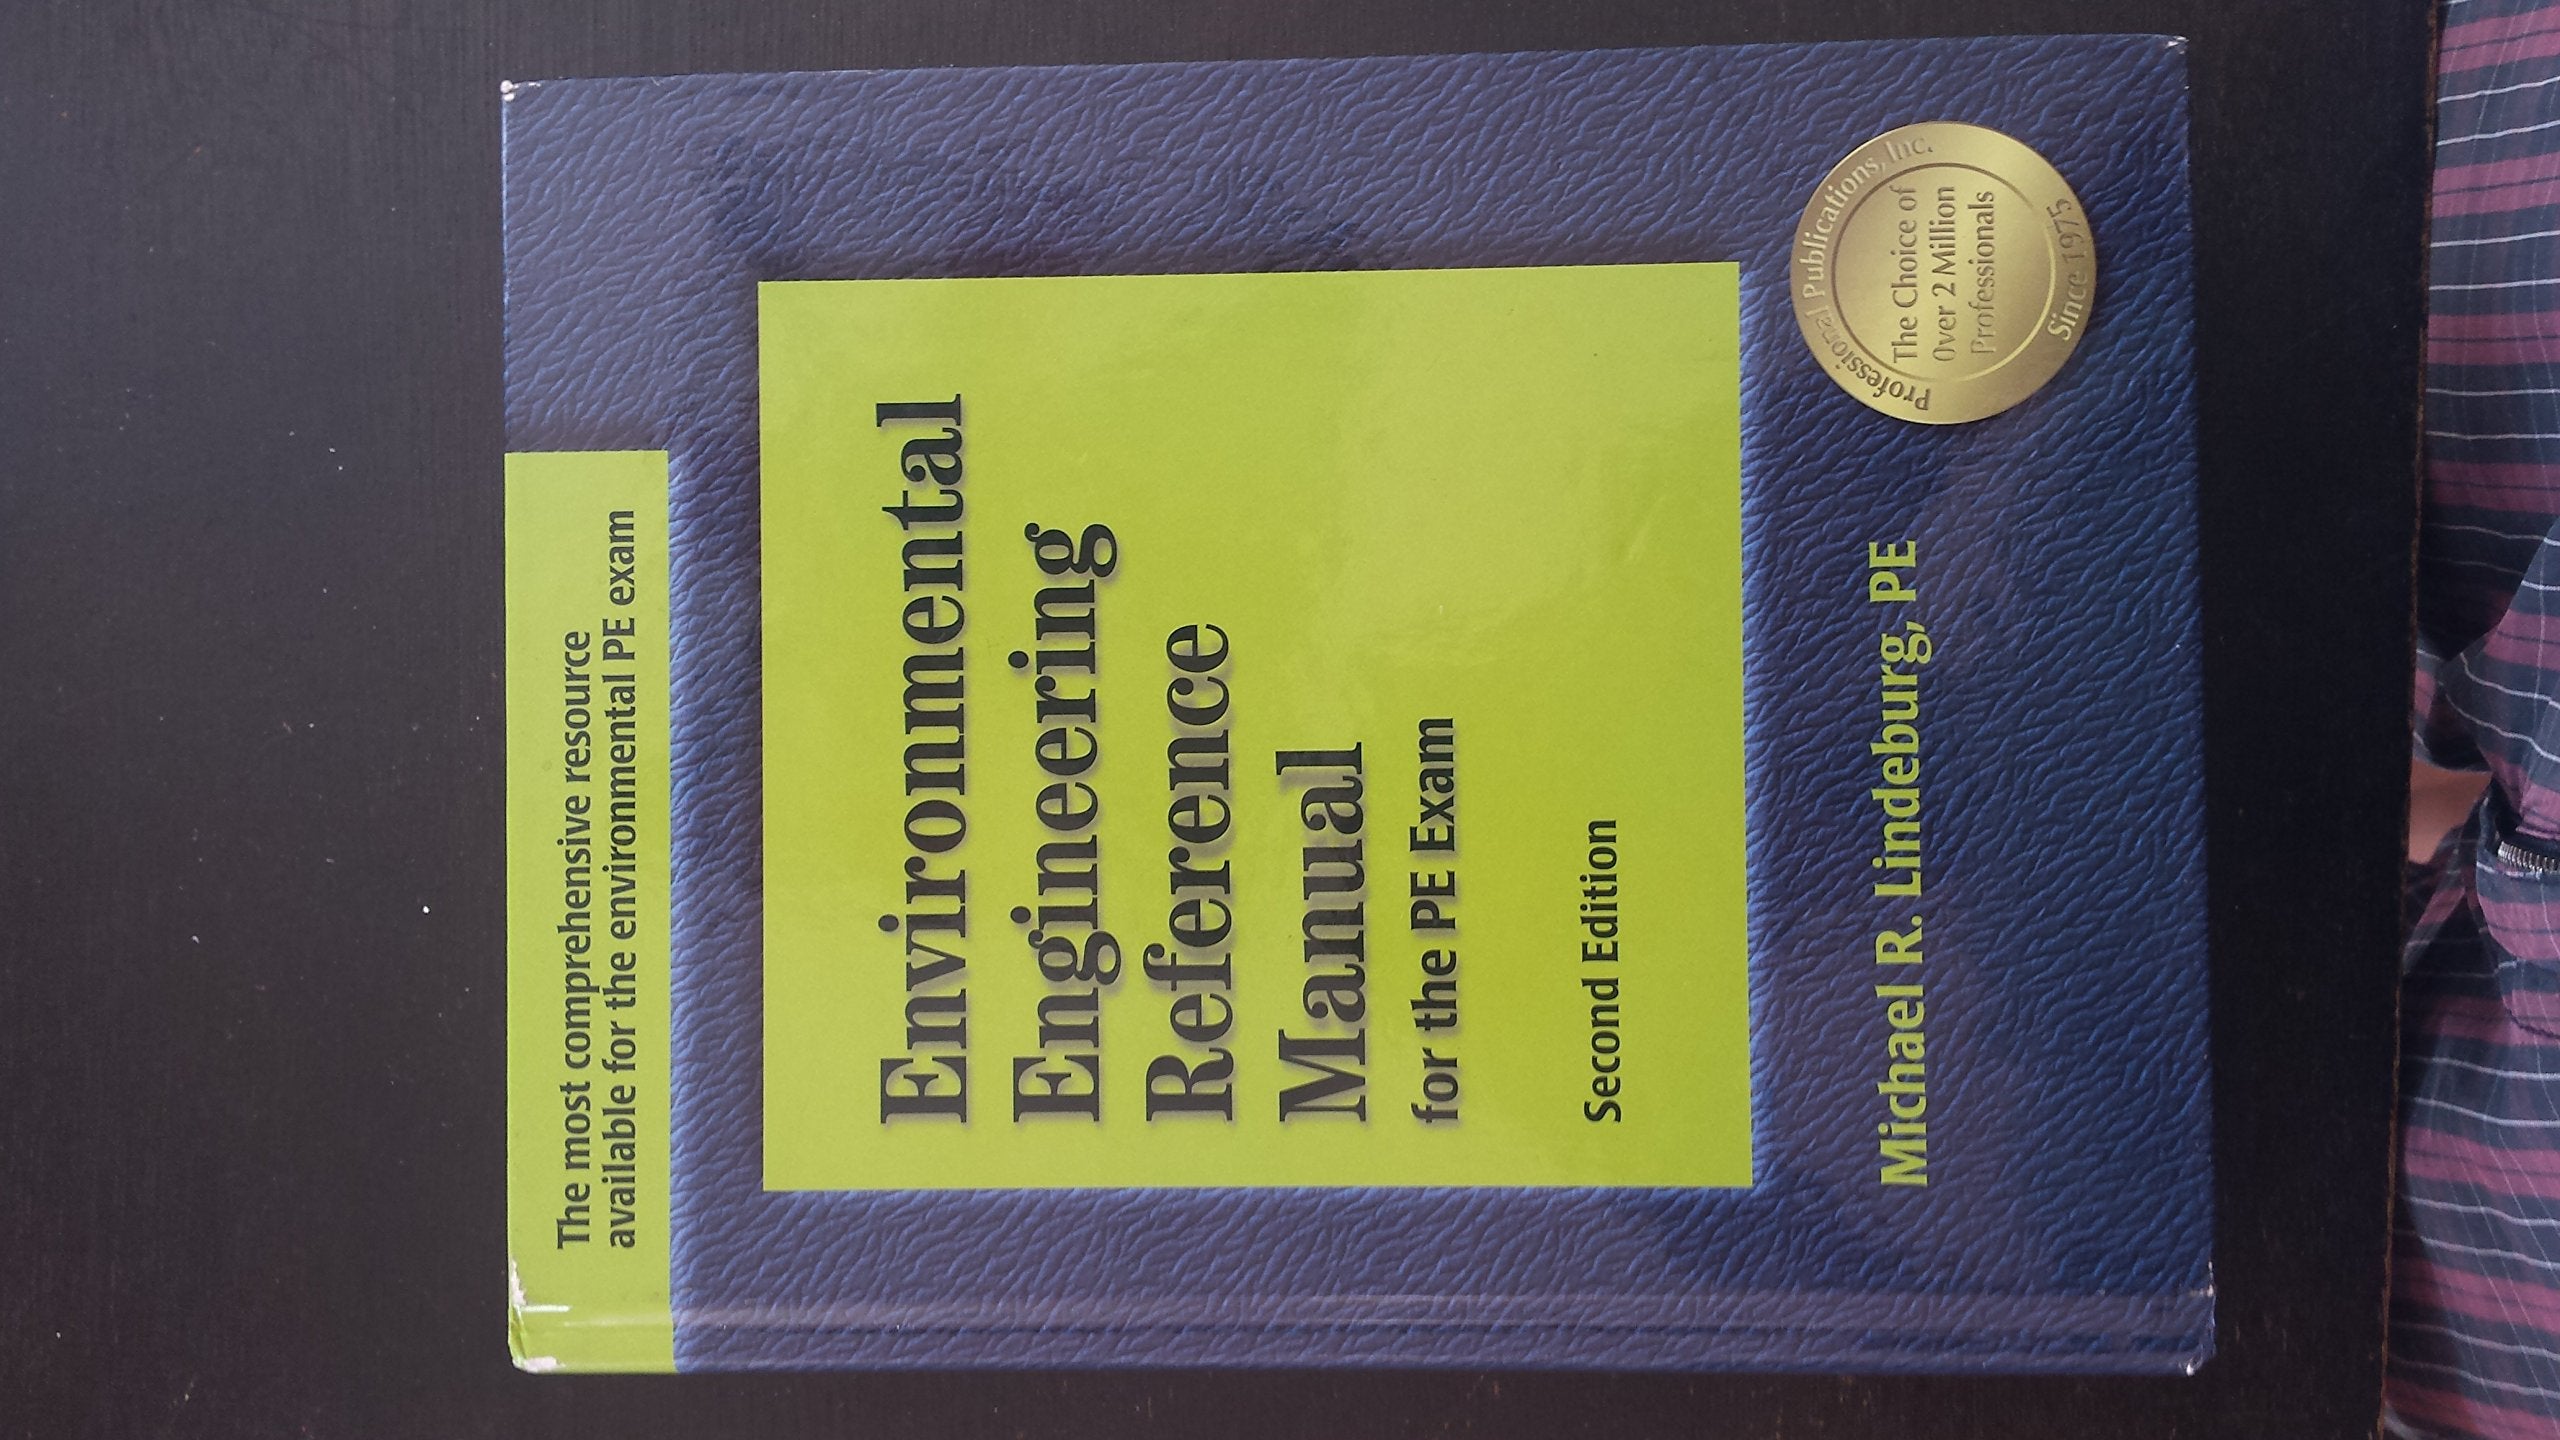 The most comprehensive resource
available for the environmental PE exam
Environmental
Engineering
Reference
Manual
for the PE Exam
Second Edition
Michael R. Lindeburg, PE
Professional Publications, Inc.
The Choice of
Over 2 Million
Professionals
Since 1975